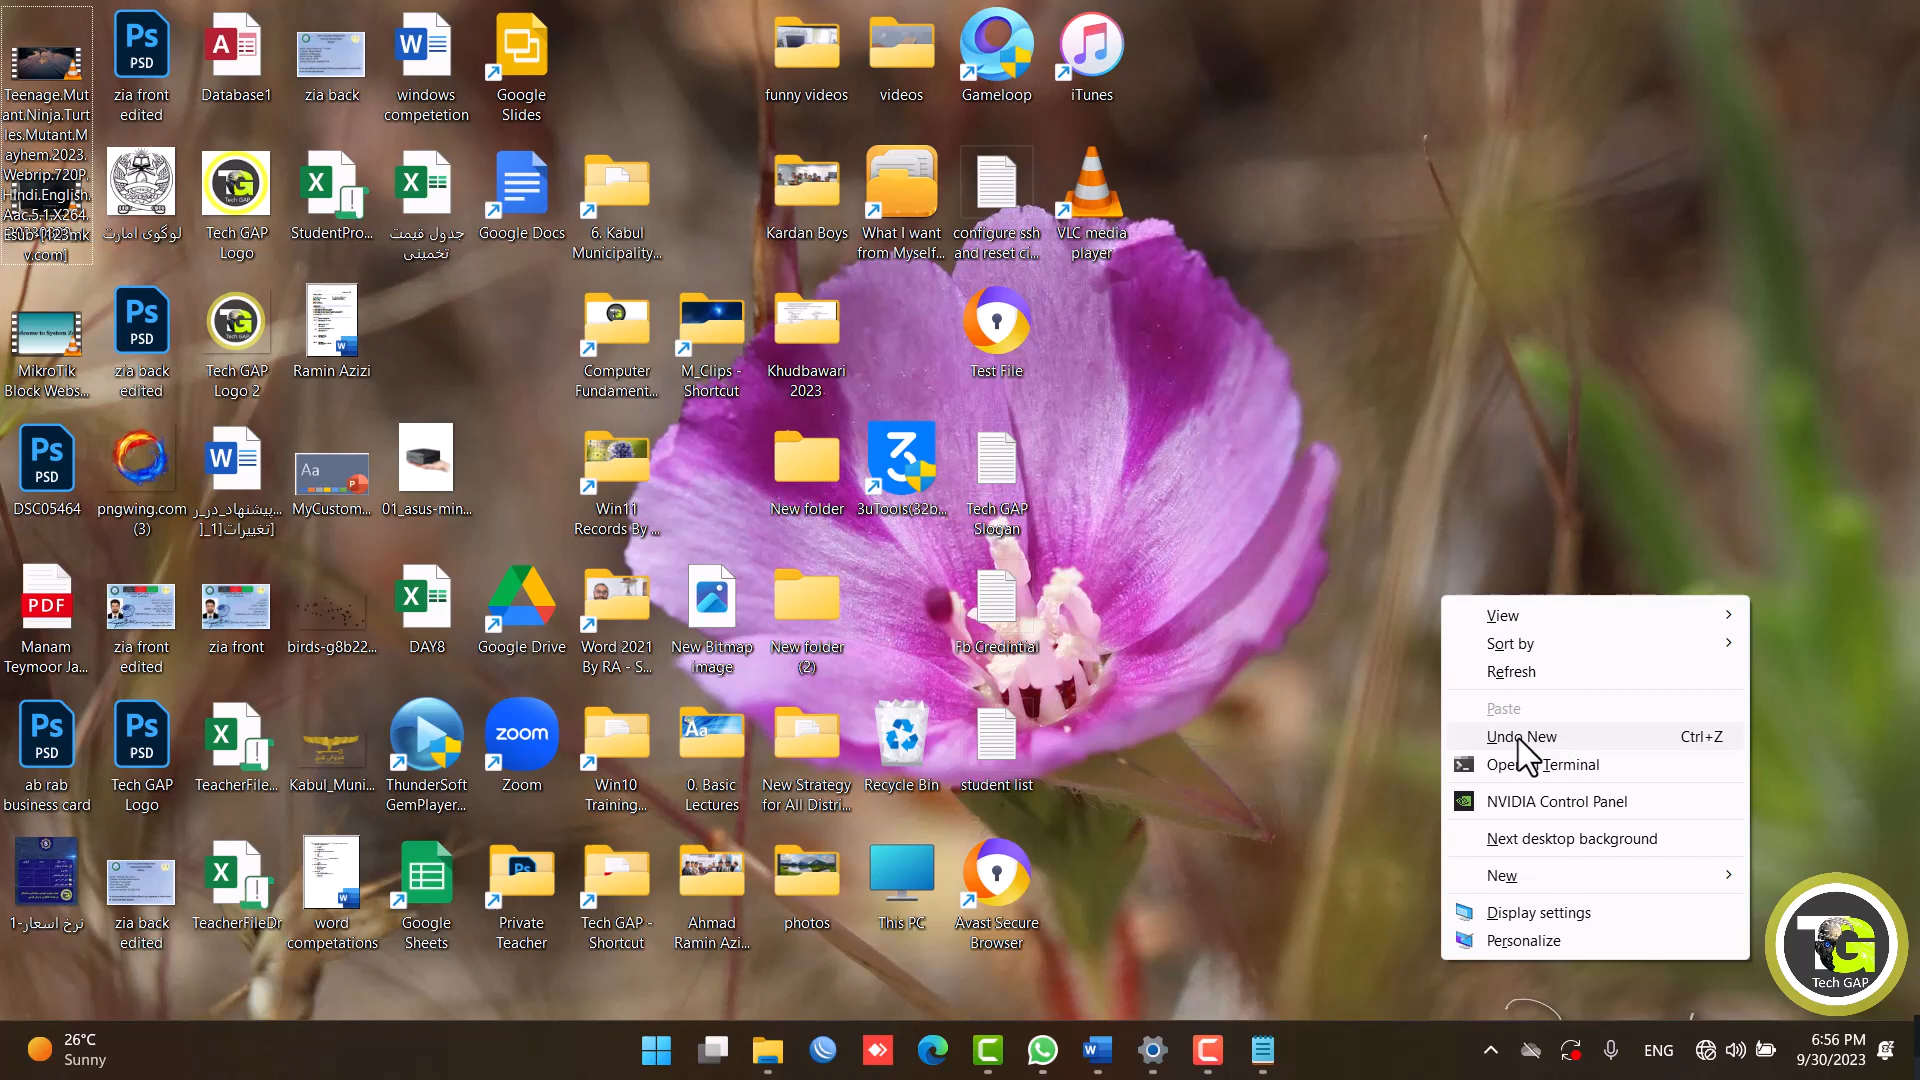 Teenage.Mut
ant.Ninja.Turt
les.Mutant.M
ayhem.2023.
Webrip.720P.
Hindi.English.
Aac.5.1.X264.
v.com]
zia front
edited
Database1
zia back
windows
competetion
Google
Slides
funny videos
videos
Gameloop
iTunes
لوگوی امارت
Tech GAP
Logo
StudentPro...
جدول قیمت
تخمینی
Google Docs
6. Kabul
Municipality...
Kardan Boys
What I want
from Myself...
configure ssh
and reset ci...
VLC media
player
MikroTik
Block Webs...
zia back
edited
Tech GAP
Logo 2
Ramin Azizi
Computer
Fundament...
M_Clips -
Shortcut
Khudbawari
2023
Test File
DSC05464
pngwing.com
(3)
پیشنهاد_در_ر...
MyCustom...
01_asus-min...
Win11
Records By ...
New folder
3uTools(32b...
Tech GAP
Slogan
Manam
Teymoor Ja...
zia front
edited
zia front
birds-g8b22...
DAY8
Google Drive
Word 2021
By RA - S...
New Bitmap
image
New folder
(2)
Fb Credintial
ab rab
business card
Tech GAP
Logo
TeacherFile...
Kabul_Muni...
ThunderSoft
GemPlayer...
Zoom
Win10
Training...
0. Basic
Lectures
New Strategy
for All Distri...
Recycle Bin
student list
نرخ اسعار-1
zia back
edited
TeacherFileDr
word
competations
Google
Sheets
Private
Teacher
Tech GAP -
Shortcut
Ahmad
Ramin Azi...
photos
This PC
Avast Secure
Browser
View
Sort by
Refresh
Paste
Undo New Ctrl+Z
Open Terminal
NVIDIA Control Panel
Next desktop background
New
Display settings
Personalize
TG
Tech GAP
26°C
Sunny
ENG
6:56 PM
9/30/2023